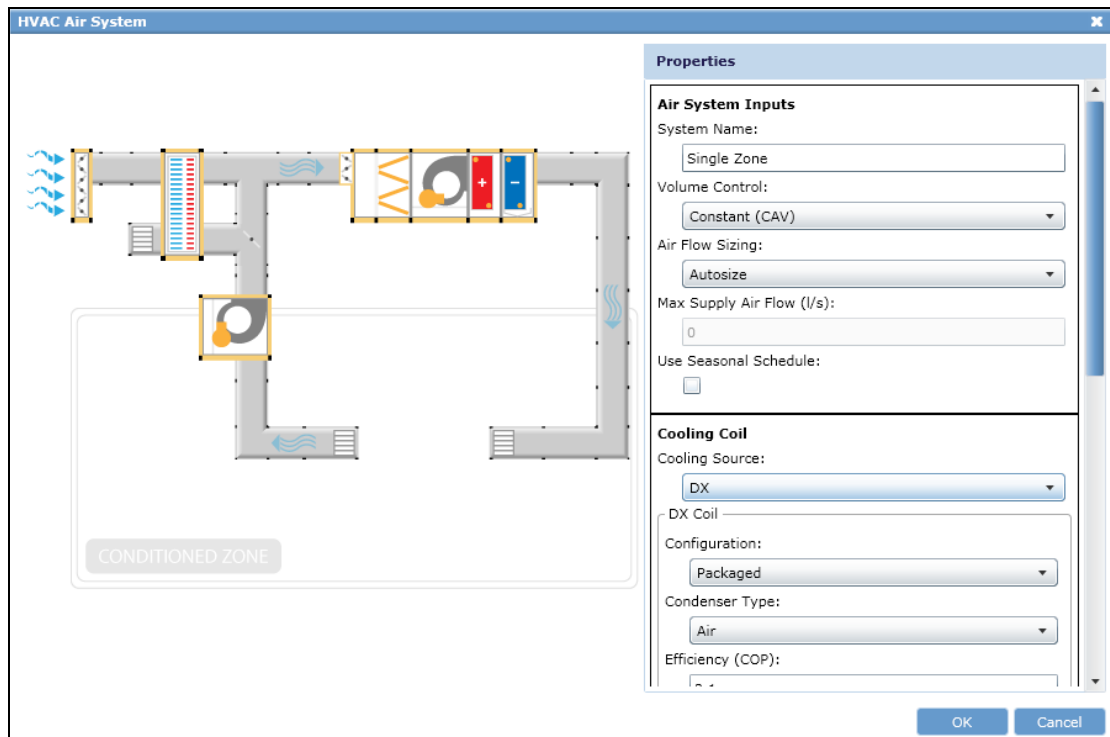 HVAC Air System
Properties
Air System Inputs
System Name:
Single Zone
Volume Control:
Constant (CAV)
Air Flow Sizing:
Autosize
Max Supply Air Flow (l/s):
0
Use Seasonal Schedule:
Cooling Coil
Cooling Source:
DX
DX Coil
Configuration:
Packaged
Condenser Type:
Air
Efficiency (COP):
CONDITIONED ZONE
+
−
OK
Cancel